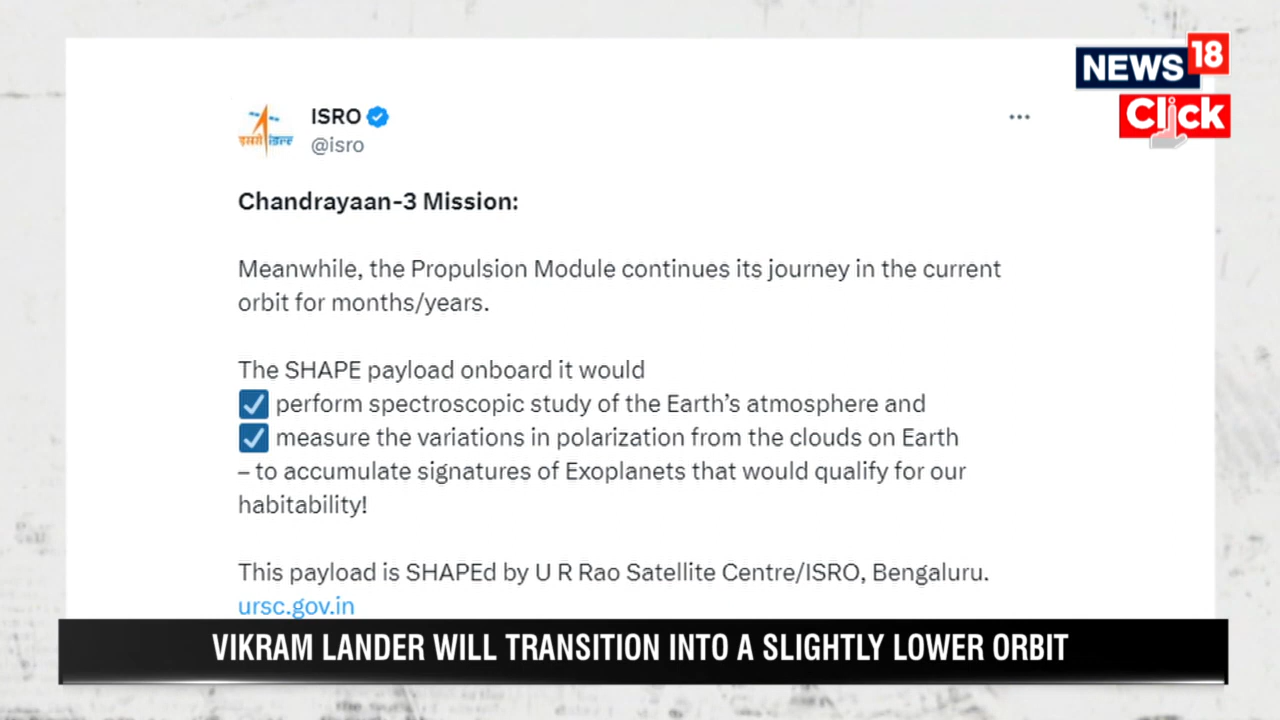 NEWS 18
Click
ISRO
@isro
इसरो isro
Chandrayaan-3 Mission:
Meanwhile, the Propulsion Module continues its journey in the current
orbit for months/years.
The SHAPE payload onboard it would
✅ perform spectroscopic study of the Earth’s atmosphere and
✅ measure the variations in polarization from the clouds on Earth
– to accumulate signatures of Exoplanets that would qualify for our
habitability!
This payload is SHAPEd by U R Rao Satellite Centre/ISRO, Bengaluru.
ursc.gov.in
VIKRAM LANDER WILL TRANSITION INTO A SLIGHTLY LOWER ORBIT